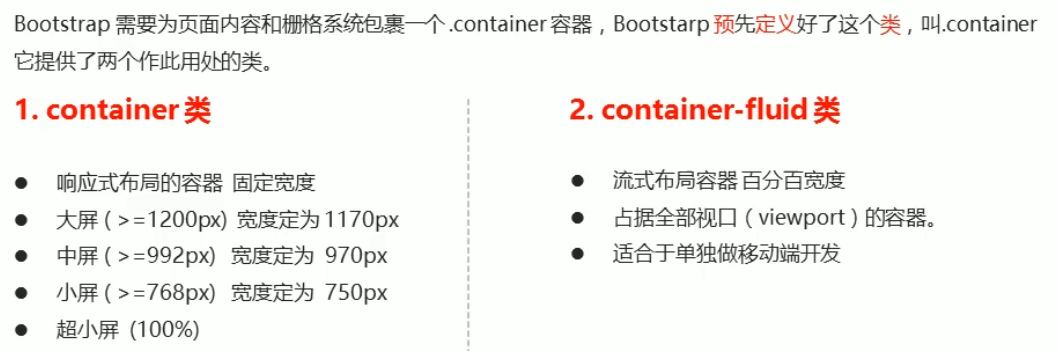 Bootstrap 需要为页面内容和栅格系统包裹一个 .container 容器，Bootstarp 预先定义好了这个类，叫.container
它提供了两个作此用处的类。
1. container 类
响应式布局的容器 固定宽度
大屏 ( >=1200px) 宽度定为 1170px
中屏 ( >=992px) 宽度定为 970px
小屏 ( >=768px) 宽度定为 750px
超小屏 (100%)
2. container-fluid 类
流式布局容器 百分百宽度
占据全部视口（viewport）的容器。
适合于单独做移动端开发